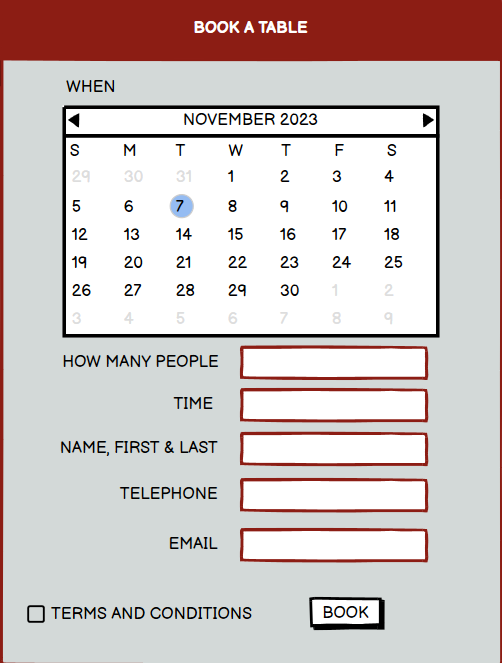 BOOK A TABLE
WHEN
NOVEMBER 2023
S M T W T F S
29 30 31 1 2 3 4
5 6 7 8 9 10 11
12 13 14 15 16 17 18
19 20 21 22 23 24 25
26 27 28 29 30 1 2
3 4 5 6 7 8 9
HOW MANY PEOPLE
TIME
NAME, FIRST & LAST
TELEPHONE
EMAIL
TERMS AND CONDITIONS BOOK